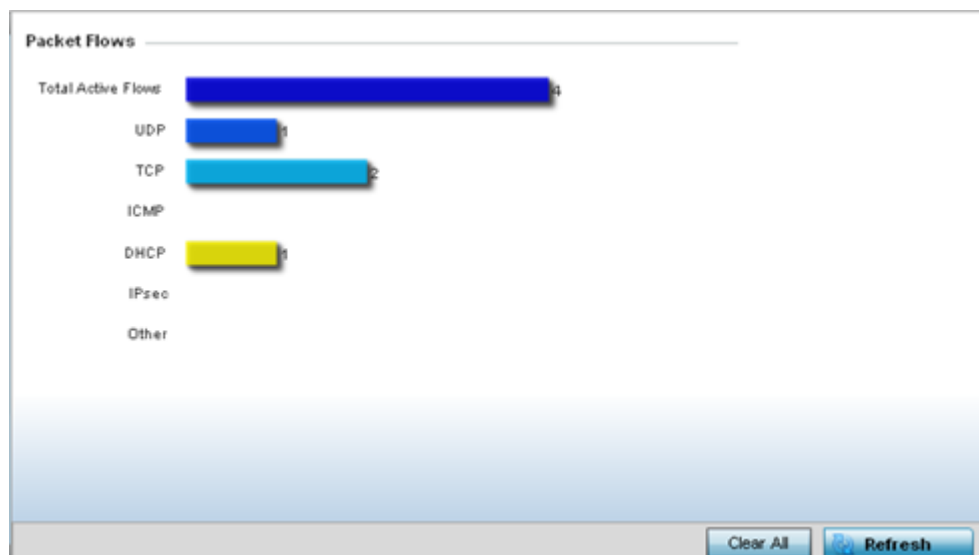 Packet Flows
Total Active Flows 4
UDP 1
TCP 2
ICMP
DHCP 1
IPsec
Other
Clear All Refresh